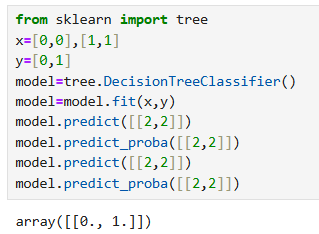 from sklearn import tree
x=[0,0],[1,1]
y=[0,1]
model=tree.DecisionTreeClassifier()
model=model.fit(x,y)
model.predict([[2,2]])
model.predict_proba([[2,2]])
model.predict([[2,2]])
model.predict_proba([[2,2]])
array([[0., 1.]])